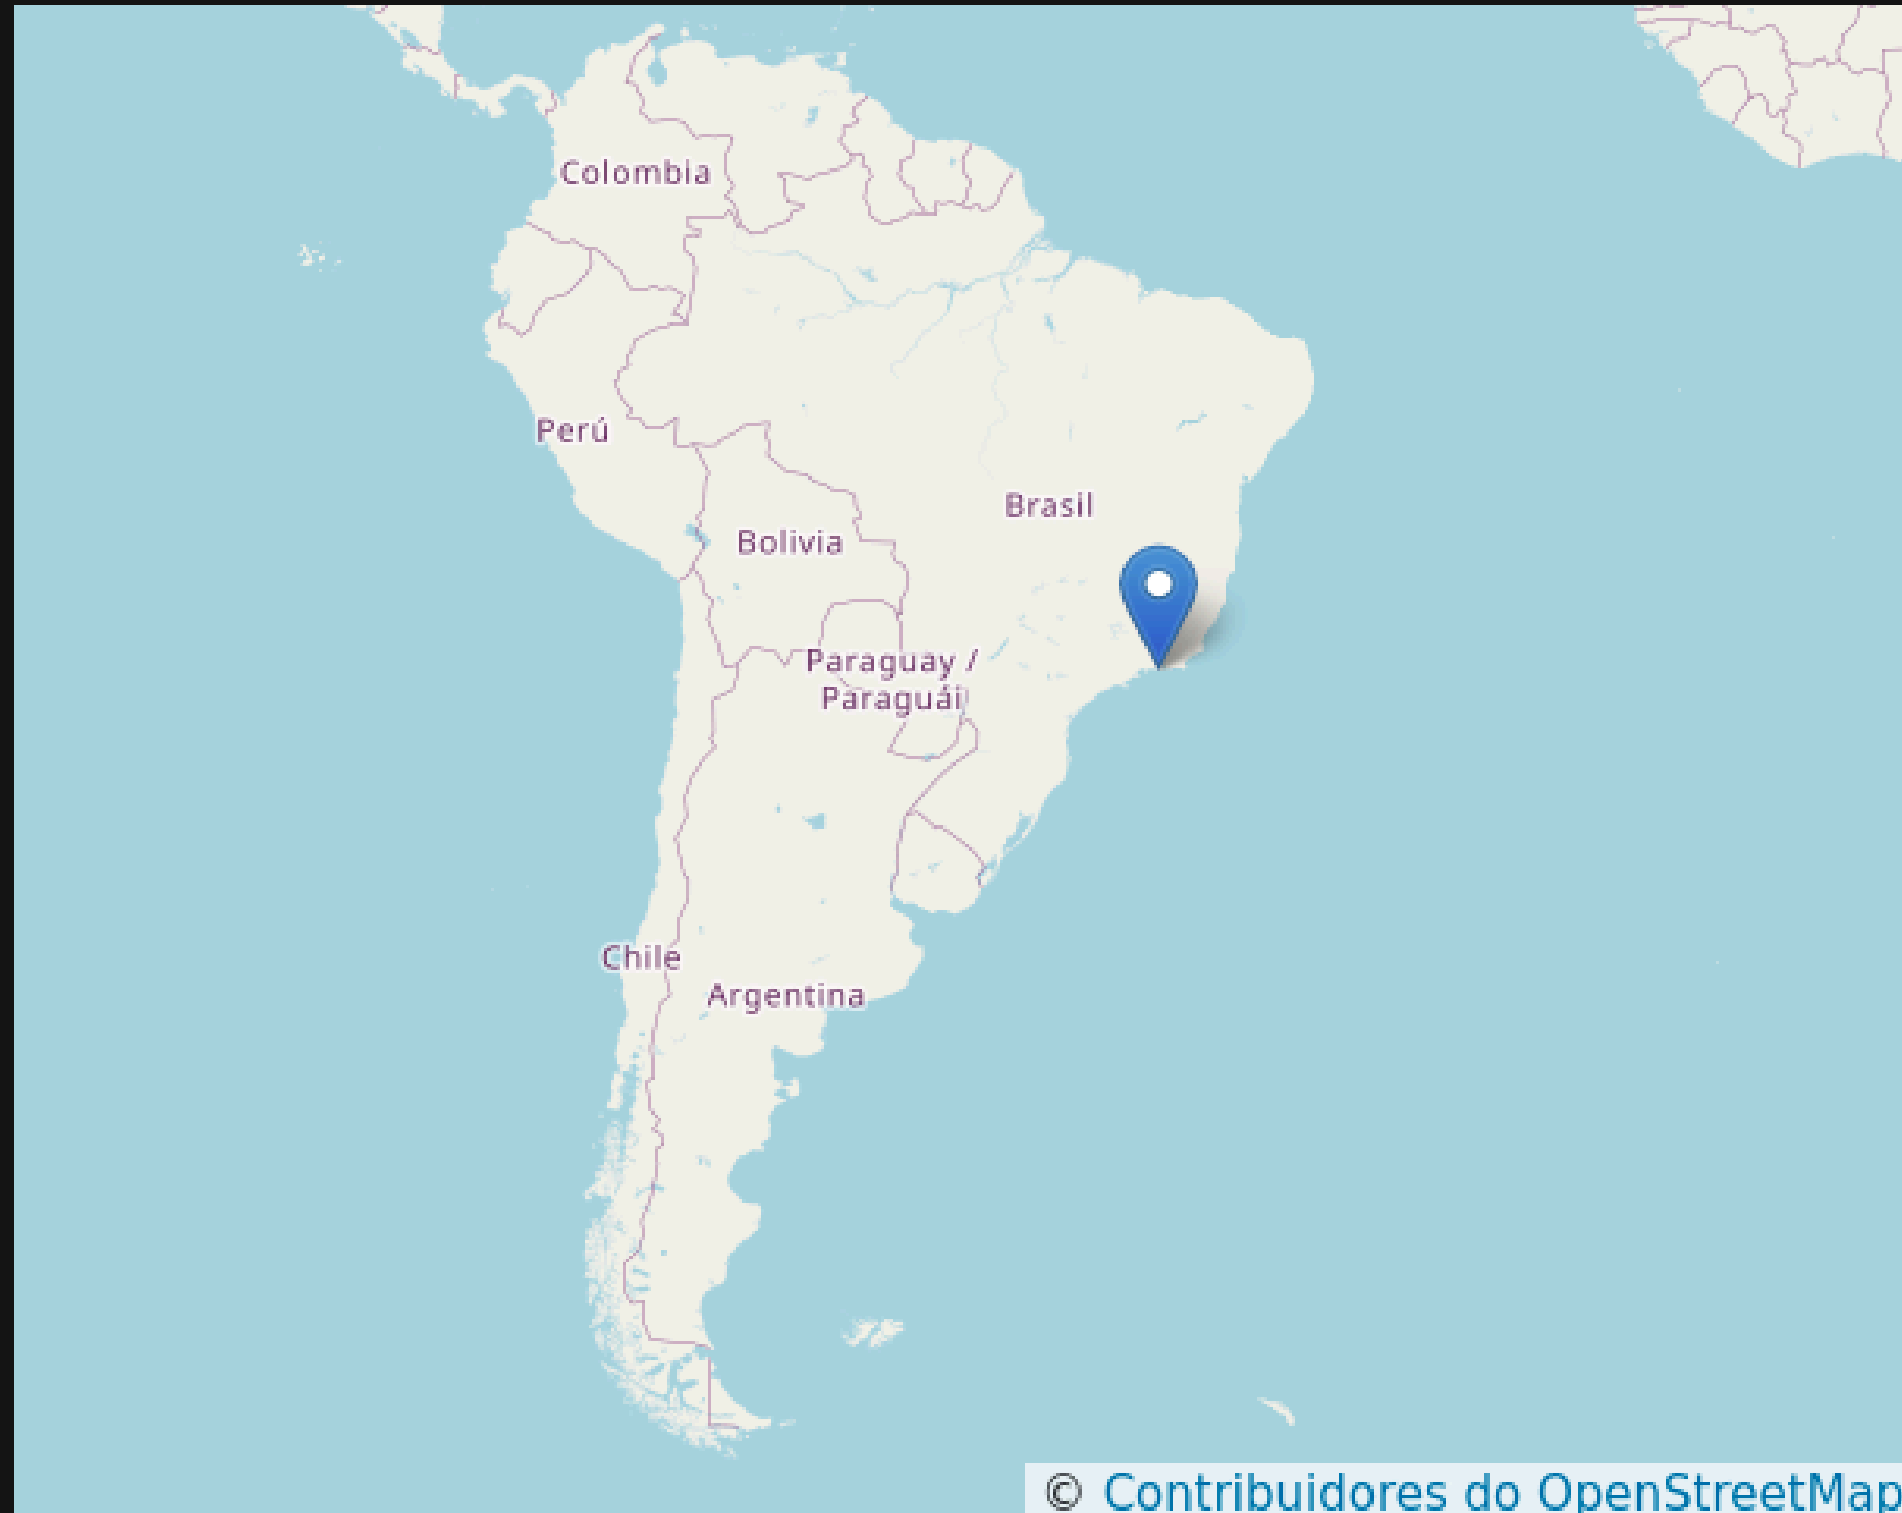 Colombia
Perú
Brasil
Bolivia
Paraguay /
Paraguái
Chile
Argentina
© Contribuidores do OpenStreetMap